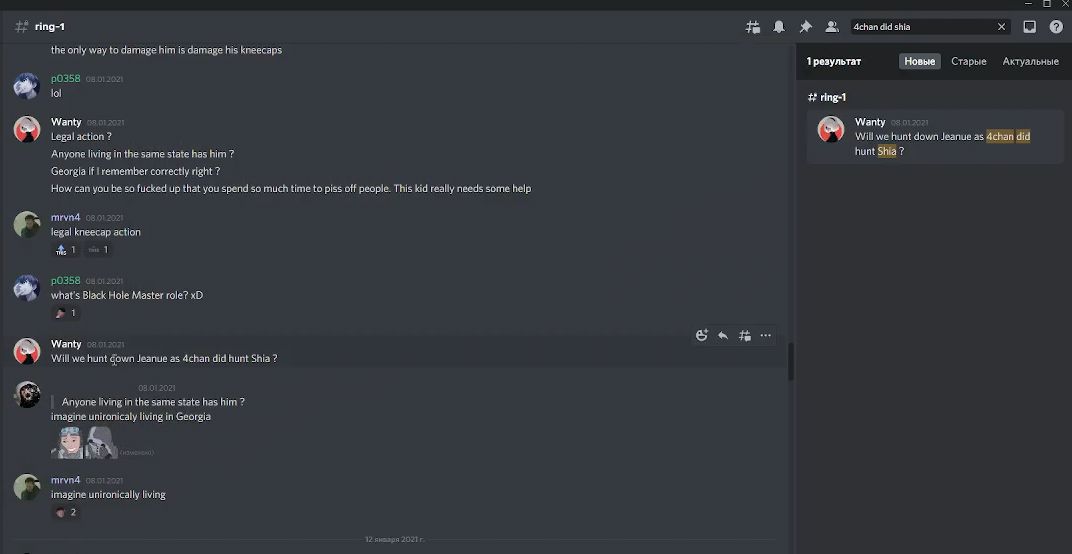 ring-1
4chan did shia
the only way to damage him is damage his kneecaps
p0358 08.01.2021
lol
Wanty 08.01.2021
Legal action ?
Anyone living in the same state has him ?
Georgia if I remember correctly right ?
How can you be so fucked up that you spend so much time to piss off people. This kid really needs some help
mrvn4 08.01.2021
legal kneecap action
THIS 1 THIS 1
p0358 08.01.2021
what's Black Hole Master role? xD
1
Wanty 08.01.2021
Will we hunt down Jeanue as 4chan did hunt Shia ?
08.01.2021
Anyone living in the same state has him ?
imagine unironicaly living in Georgia
(изменено)
mrvn4 08.01.2021
imagine unironically living
2
12 января 2021 г.
1 результат Новые Старые Актуальные
ring-1
Wanty 08.01.2021
Will we hunt down Jeanue as 4chan did
hunt Shia ?